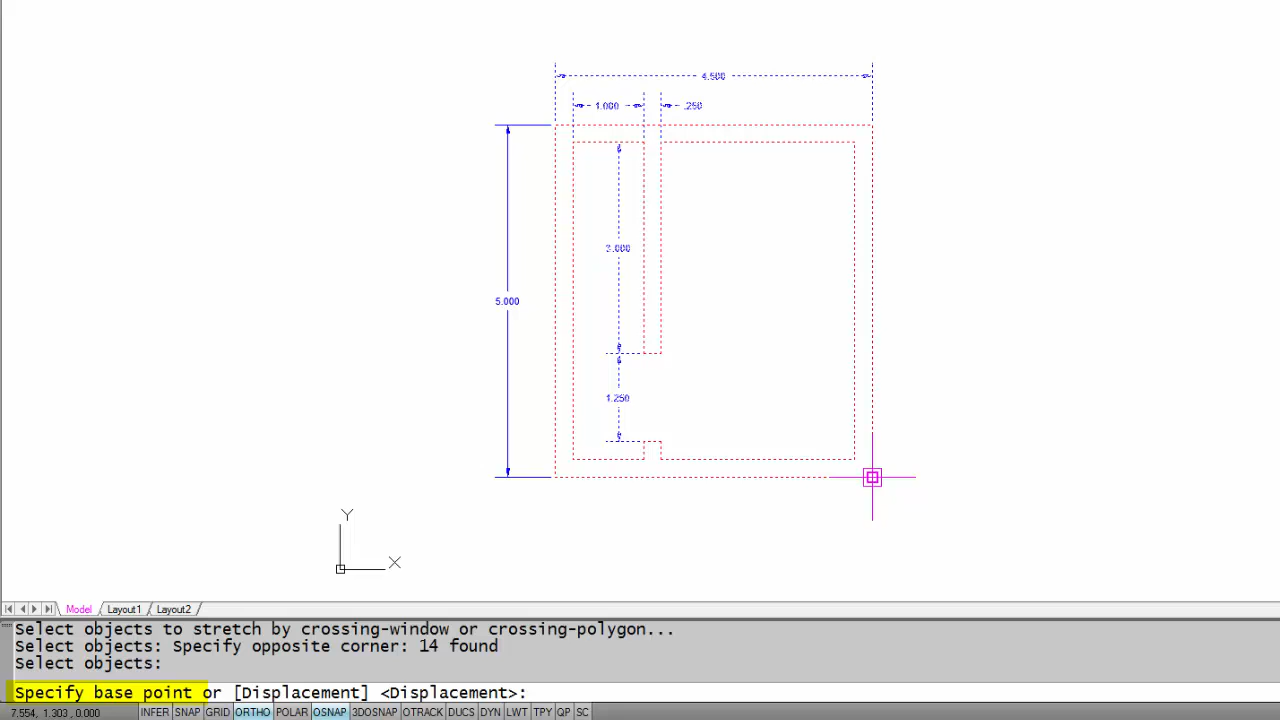 4.500
1.000
.250
3.000
5.000
1.250
Y
X
Model
Layout1
Layout2
Select objects to stretch by crossing-window or crossing-polygon...
Select objects: Specify opposite corner: 14 found
Select objects:
Specify base point or [Displacement] <Displacement>:
7.554, 1.303, 0.000 INFER SNAP GRID ORTHO POLAR OSNAP 3DOSNAP OTRACK DUCS DYN LWT TPY QP SC